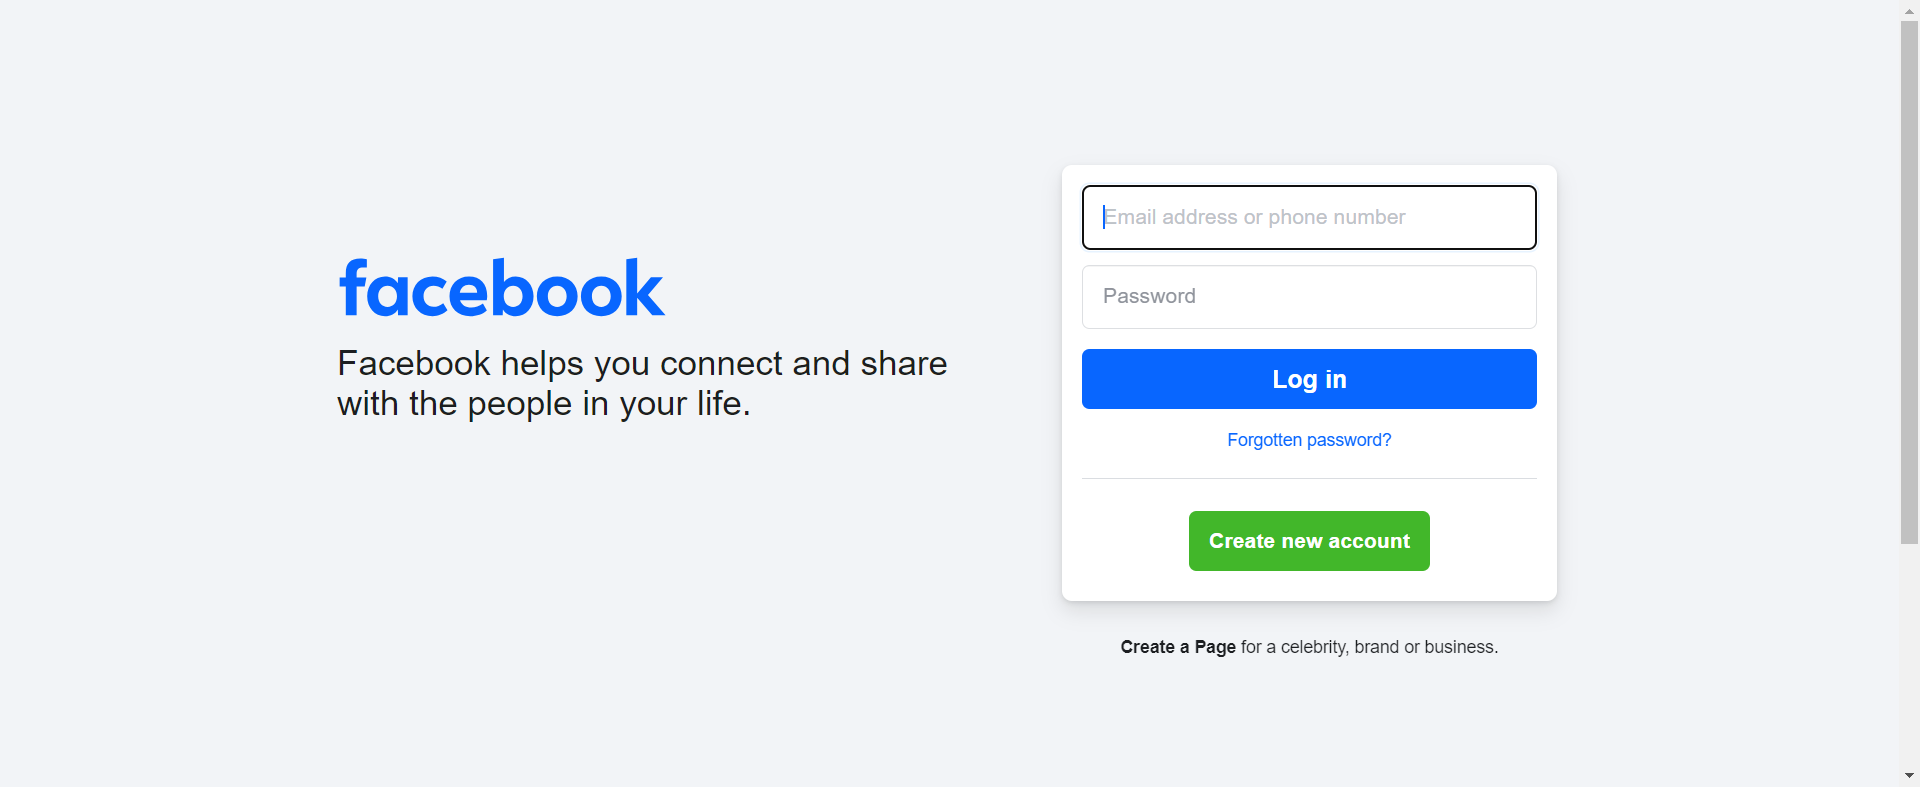 facebook
Facebook helps you connect and share
with the people in your life.
Email address or phone number
Password
Log in
Forgotten password?
Create new account
Create a Page for a celebrity, brand or business.